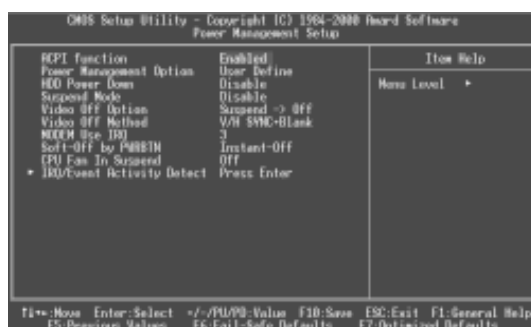 CMOS Setup Utility - Copyright (C) 1984-2000 Award Software
Power Management Setup
ACPI function Enabled
Power Management Option User Define
HDD Power Down Disable
Suspend Mode Disable
Video Off Option Suspend -> Off
Video Off Method V/H SYNC+Blank
MODEM Use IRQ 3
Soft-Off by PWRBTN Instant-Off
CPU Fan In Suspend Off
▸ IRQ/Event Activity Detect Press Enter
Item Help
Menu Level ▸
↑↓→←:Move Enter:Select +/-/PU/PD:Value F10:Save ESC:Exit F1:General Help
F5:Previous Values F6:Fail-Safe Defaults F7:Optimized Defaults